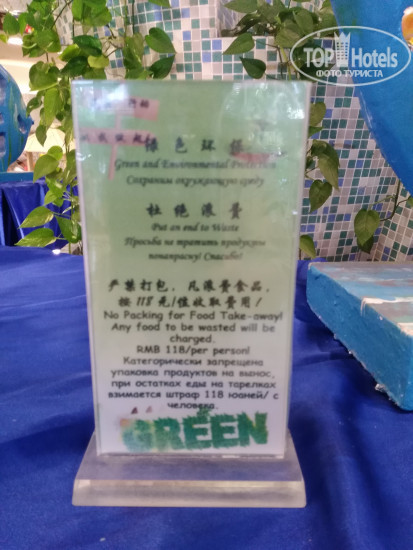 TOP Hotels
ФОТО ТУРИСТА
绿色环保
Green and Environmental
Сохраним окружающую среду
杜绝浪费
Put an end to Waste
Просьба не тратить продукты
понапрасну! Спасибо!
严禁打包，凡浪费食品，
按118元/位收取费用！
No Packing for Food Take-away!
Any food to be wasted will be
charged.
RMB 118/per person!
Категорически запрещена
упаковка продуктов на вынос,
при остатках еды на тарелках
взимается штраф 118 юаней/ с
человека.
GREEN